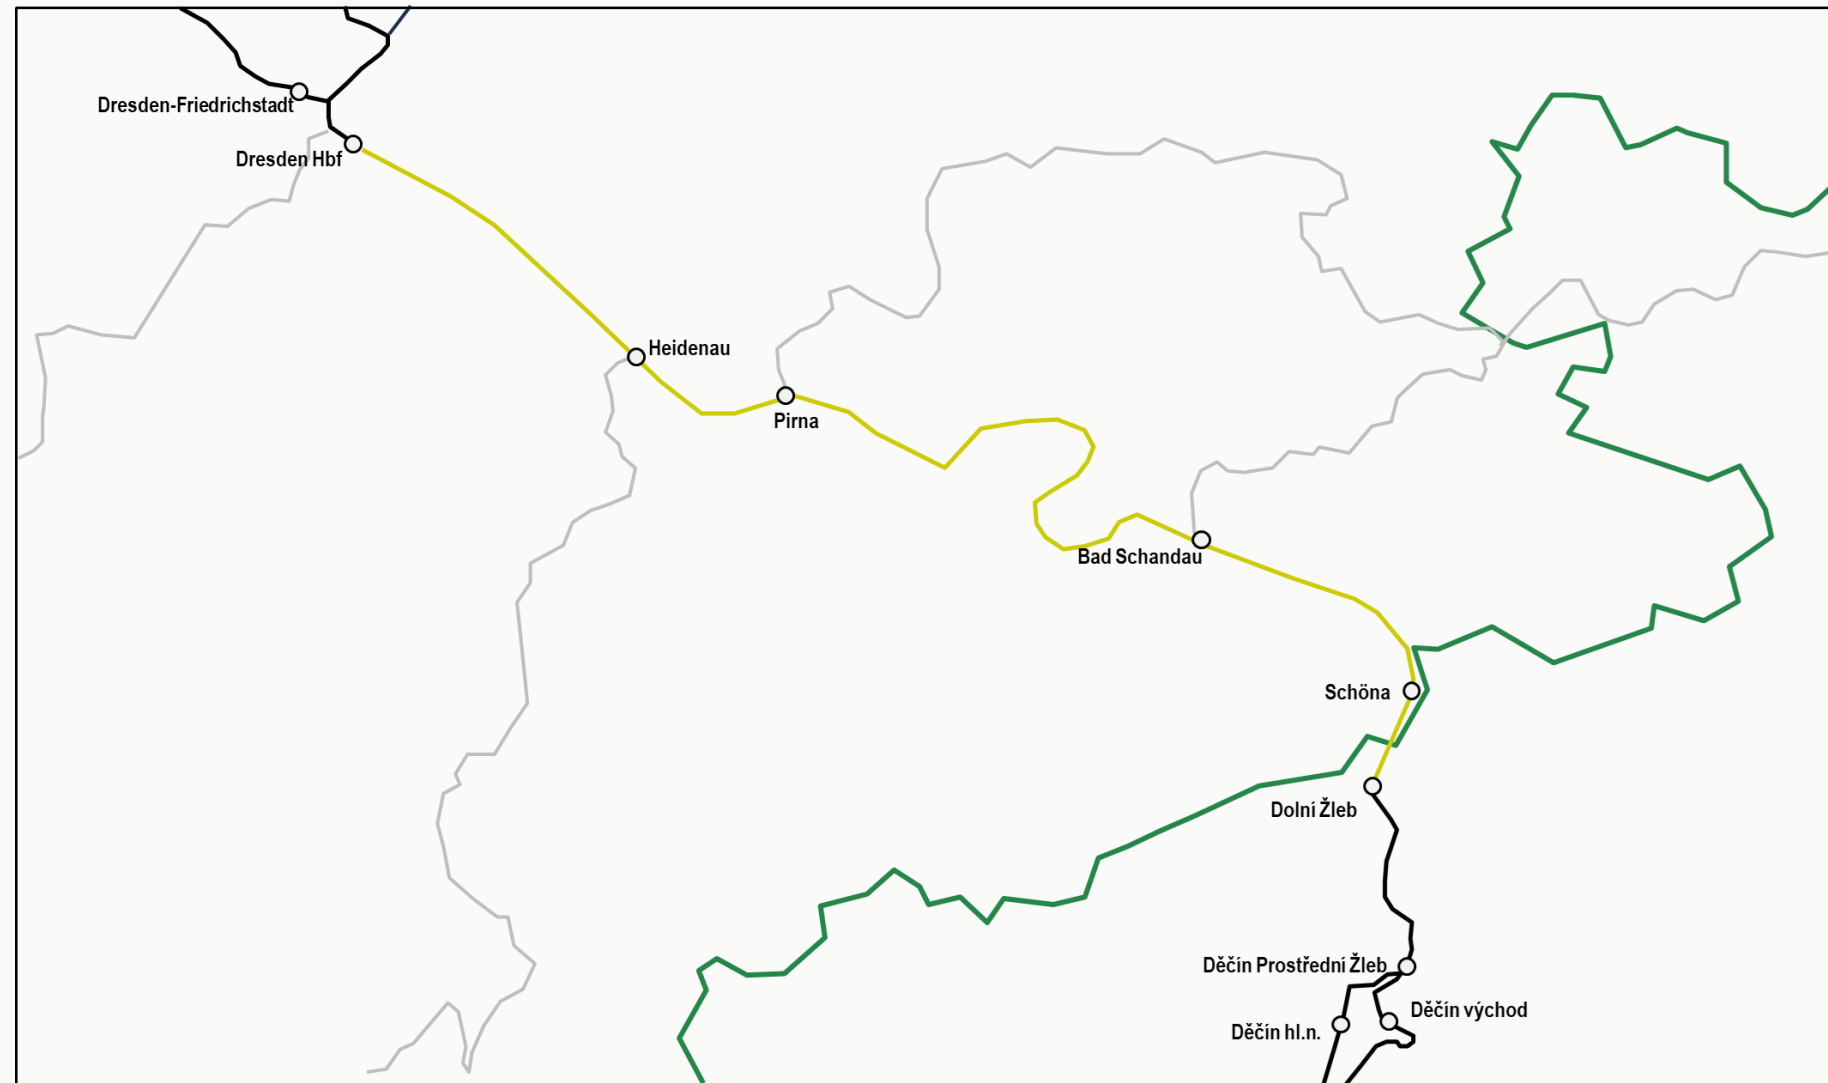 Dresden-Friedrichstadt
Dresden Hbf
Heidenau
Pirna
Bad Schandau
Schöna
Dolní Žleb
Děčín Prostřední Žleb
Děčín východ
Děčín hl.n.